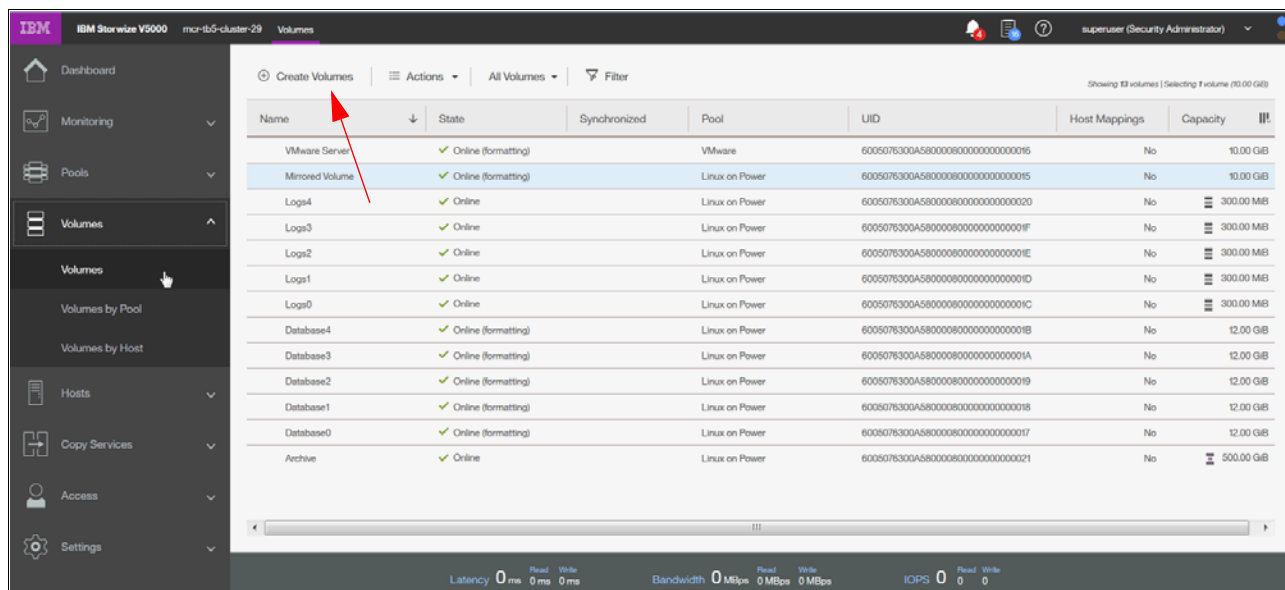 IBM IBM Storwize V5000 mcr-tb5-cluster-29 Volumes 4 16 ? superuser (Security Administrator)
Dashboard
Monitoring
Pools
Volumes
Volumes
Volumes by Pool
Volumes by Host
Hosts
Copy Services
Access
Settings
Create Volumes Actions All Volumes Filter
Showing 13 volumes | Selecting 1 volume (10.00 GiB)
Name State Synchronized Pool UID Host Mappings Capacity
VMware Server Online (formatting) VMware 6005076300A580000800000000000016 No 10.00 GiB
Mirrored Volume Online (formatting) Linux on Power 6005076300A580000800000000000015 No 10.00 GiB
Logs4 Online Linux on Power 6005076300A580000800000000000020 No 300.00 MiB
Logs3 Online Linux on Power 6005076300A58000080000000000001F No 300.00 MiB
Logs2 Online Linux on Power 6005076300A58000080000000000001E No 300.00 MiB
Logs1 Online Linux on Power 6005076300A58000080000000000001D No 300.00 MiB
Logs0 Online Linux on Power 6005076300A58000080000000000001C No 300.00 MiB
Database4 Online (formatting) Linux on Power 6005076300A58000080000000000001B No 12.00 GiB
Database3 Online (formatting) Linux on Power 6005076300A58000080000000000001A No 12.00 GiB
Database2 Online (formatting) Linux on Power 6005076300A580000800000000000019 No 12.00 GiB
Database1 Online (formatting) Linux on Power 6005076300A580000800000000000018 No 12.00 GiB
Database0 Online (formatting) Linux on Power 6005076300A580000800000000000017 No 12.00 GiB
Archive Online Linux on Power 6005076300A580000800000000000021 No 500.00 GiB
Latency 0 ms Read 0 ms Write 0 ms Bandwidth 0 MBps Read 0 MBps Write 0 MBps IOPS 0 Read 0 Write 0